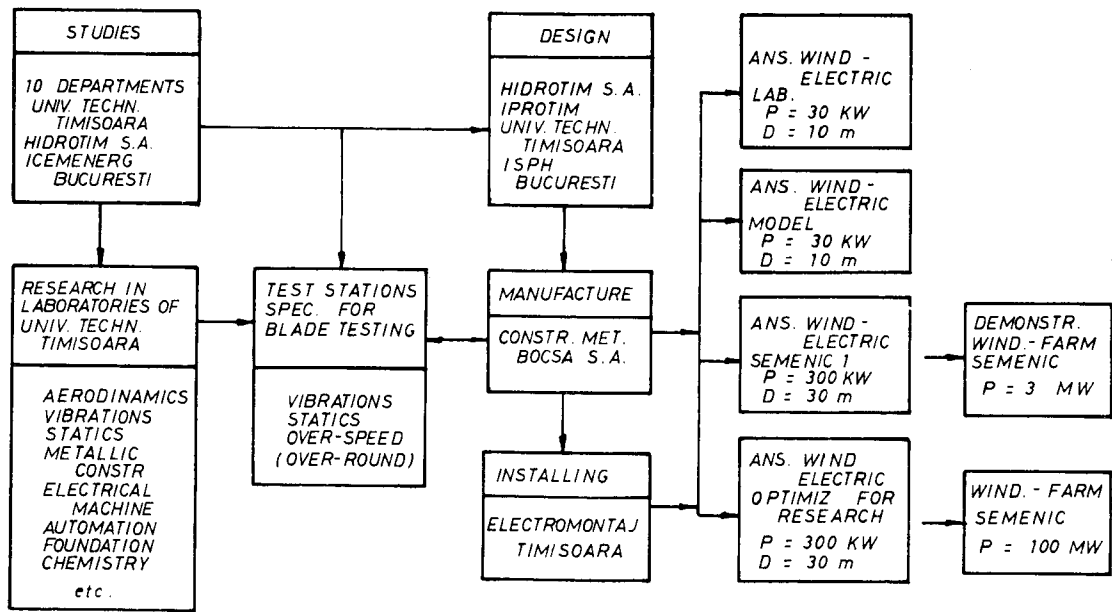 STUDIES
10 DEPARTMENTS
UNIV. TECHN.
TIMISOARA
HIDROTIM S.A.
ICEMENERG
BUCURESTI
DESIGN
HIDROTIM S.A.
IPROTIM
UNIV. TECHN.
TIMISOARA
ISPH
BUCURESTI
ANS. WIND -
ELECTRIC
LAB.
P = 30 KW
D = 10 m
ANS. WIND -
ELECTRIC
MODEL
P = 30 KW
D = 10 m
RESEARCH IN
LABORATORIES OF
UNIV. TECHN.
TIMISOARA
AERODINAMICS
VIBRATIONS
STATICS
METALLIC
CONSTR
ELECTRICAL
MACHINE
AUTOMATION
FOUNDATION
CHEMISTRY
etc.
TEST STATIONS
SPEC. FOR
BLADE TESTING
VIBRATIONS
STATICS
OVER-SPEED
(OVER-ROUND)
MANUFACTURE
CONSTR. MET.
BOCSA S.A.
INSTALLING
ELECTROMONTAJ
TIMISOARA
ANS. WIND -
ELECTRIC
SEMENIC 1
P = 300 KW
D = 30 m
DEMONSTR.
WIND.-FARM
SEMENIC
P = 3 MW
ANS. WIND
ELECTRIC
OPTIMIZ FOR
RESEARCH
P = 300 KW
D = 30 m
WIND. - FARM
SEMENIC
P = 100 MW